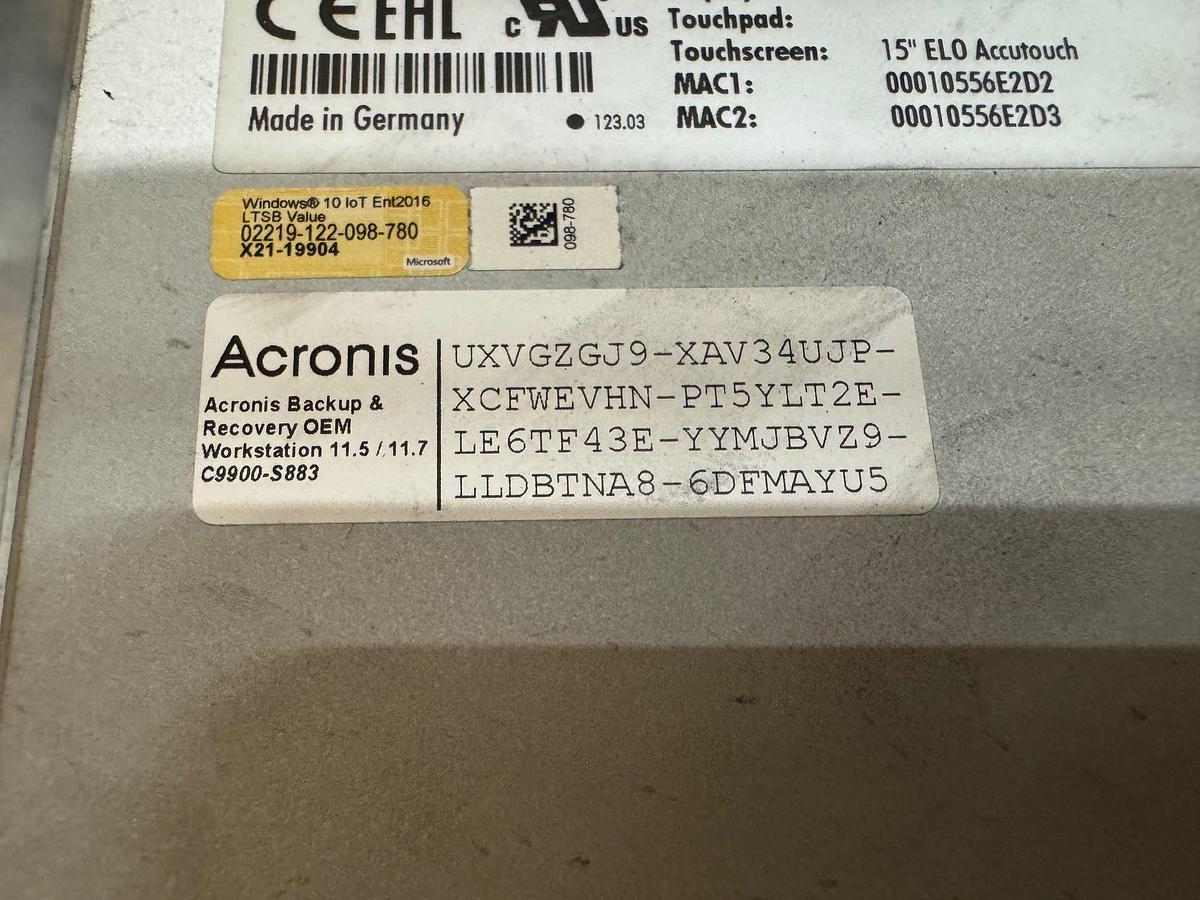 CE EAC c UR US
Touchpad:
Touchscreen: 15" ELO Accutouch
MAC1: 00010556E2D2
MAC2: 00010556E2D3
Made in Germany ● 123.03
Windows® 10 IoT Ent2016
LTSB Value
02219-122-098-780
X21-19904
Microsoft
098-780
Acronis
Acronis Backup &
Recovery OEM
Workstation 11.5 / 11.7
C9900-S883
UXVGZGJ9-XAV34UJP-
XCFWEVHN-PT5YLT2E-
LE6TF43E-YYMJBVZ9-
LLDBTNA8-6DFMAYU5